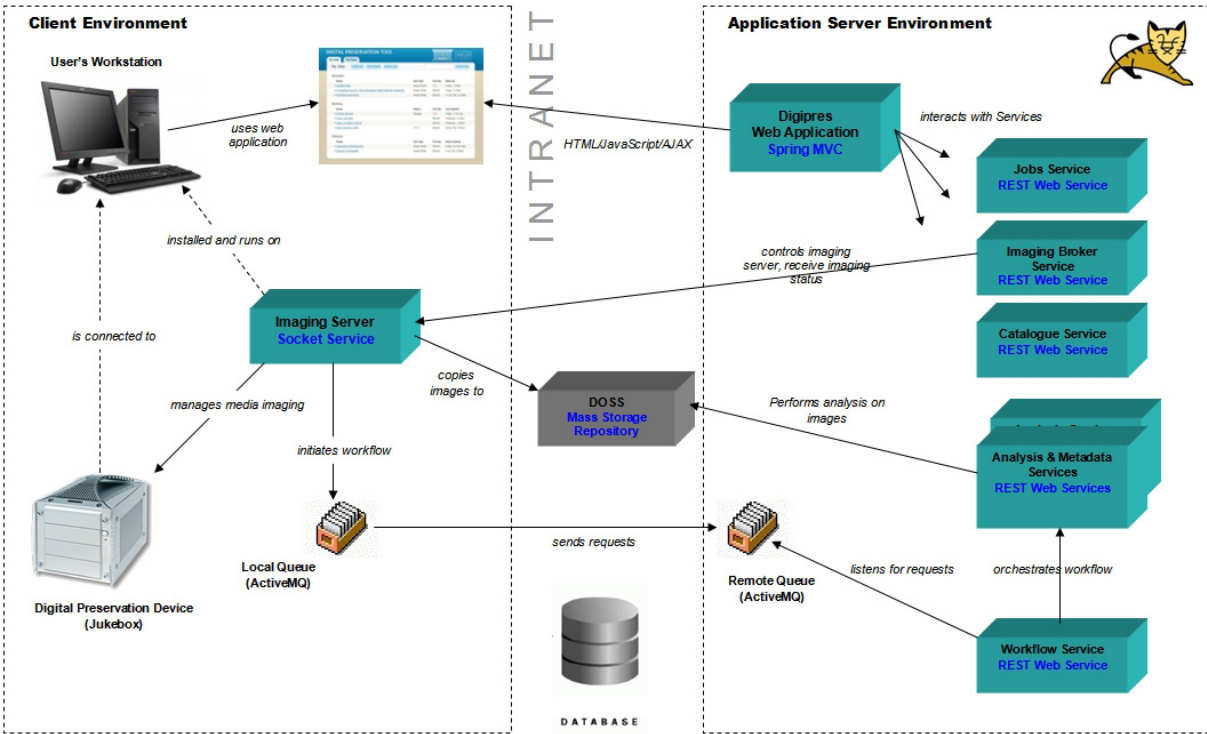 Client Environment
User's Workstation
DIGITAL PRESERVATION TOOL
uses web
application
installed and runs on
is connected to
Imaging Server
Socket Service
manages media imaging
initiates workflow
copies
images to
Digital Preservation Device
(Jukebox)
Local Queue
(ActiveMQ)
INTRANET
HTML/JavaScript/AJAX
DOSS
Mass Storage
Repository
sends requests
DATABASE
Application Server Environment
Digipres
Web Application
Spring MVC
interacts with Services
Jobs Service
REST Web Service
controls imaging
server, receive imaging
status
Imaging Broker
Service
REST Web Service
Catalogue Service
REST Web Service
Performs analysis on
images
Analysis & Metadata
Services
REST Web Services
Remote Queue
(ActiveMQ)
listens for requests
orchestrates workflow
Workflow Service
REST Web Service